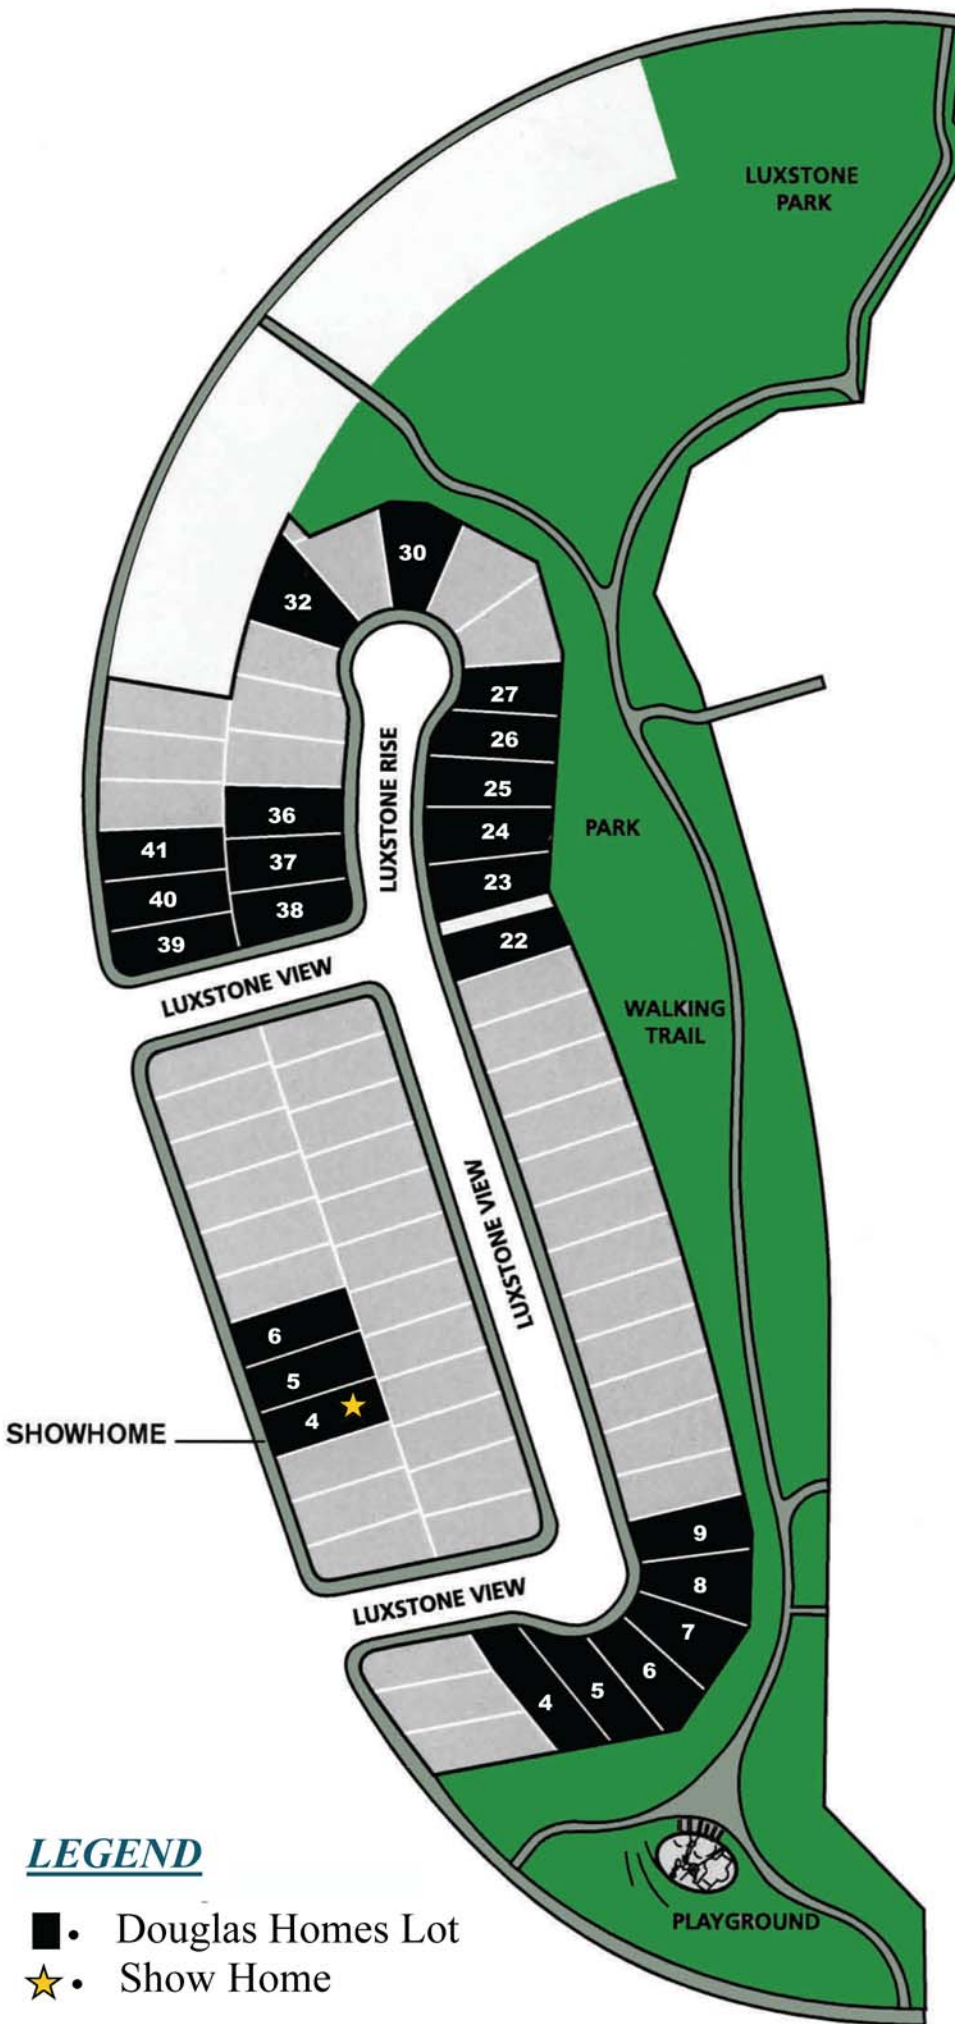 LUXSTONE
PARK
30
32
27
26
25
24
23
22
LUXSTONE RISE
PARK
36
37
38
41
40
39
LUXSTONE VIEW
WALKING
TRAIL
LUXSTONE VIEW
6
5
4
SHOWHOME
9
8
7
6
5
4
LUXSTONE VIEW
PLAYGROUND
LEGEND
• Douglas Homes Lot
• Show Home